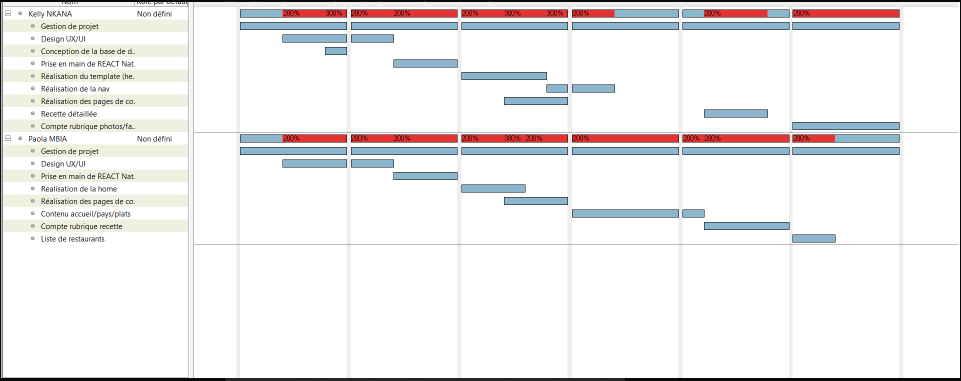 Nom Rôle par défaut
Kelly NKANA Non défini 200% 300% 200% 200% 200% 300% 300% 200% 200% 200%
Gestion de projet
Design UX/UI
Conception de la base de d..
Prise en main de REACT Nat.
Réalisation du template (he.
Réalisation de la nav
Réalisation des pages de co.
Recette détaillée
Compte rubrique photos/fa..
Paola MBIA Non défini 200% 200% 200% 200% 300% 200% 200% 200% 200% 200%
Gestion de projet
Design UX/UI
Prise en main de REACT Nat.
Realisation de la home
Réalisation des pages de co.
Contenu accueil/pays/plats
Compte rubrique recette
Liste de restaurants